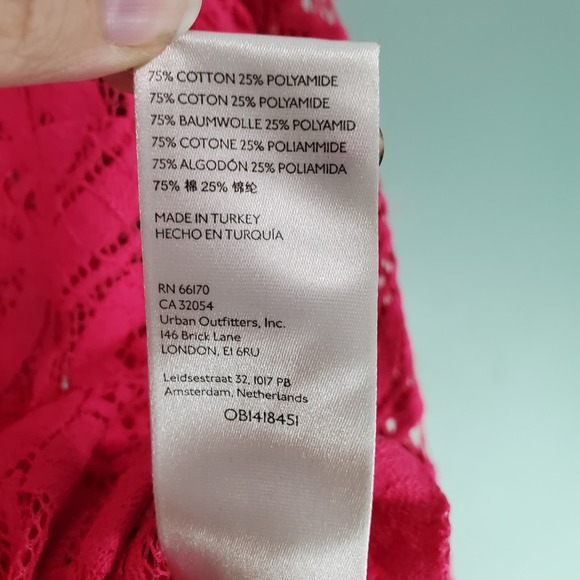 75% COTTON 25% POLYAMIDE
75% COTON 25% POLYAMIDE
75% BAUMWOLLE 25% POLYAMID
75% COTONE 25% POLIAMMIDE
75% ALGODÓN 25% POLIAMIDA
75% 棉 25% 锦纶
MADE IN TURKEY
HECHO EN TURQUÍA
RN 66170
CA 32054
Urban Outfitters, Inc.
146 Brick Lane
LONDON, E1 6RU
Leidsestraat 32, 1017 PB
Amsterdam, Netherlands
OB1418451